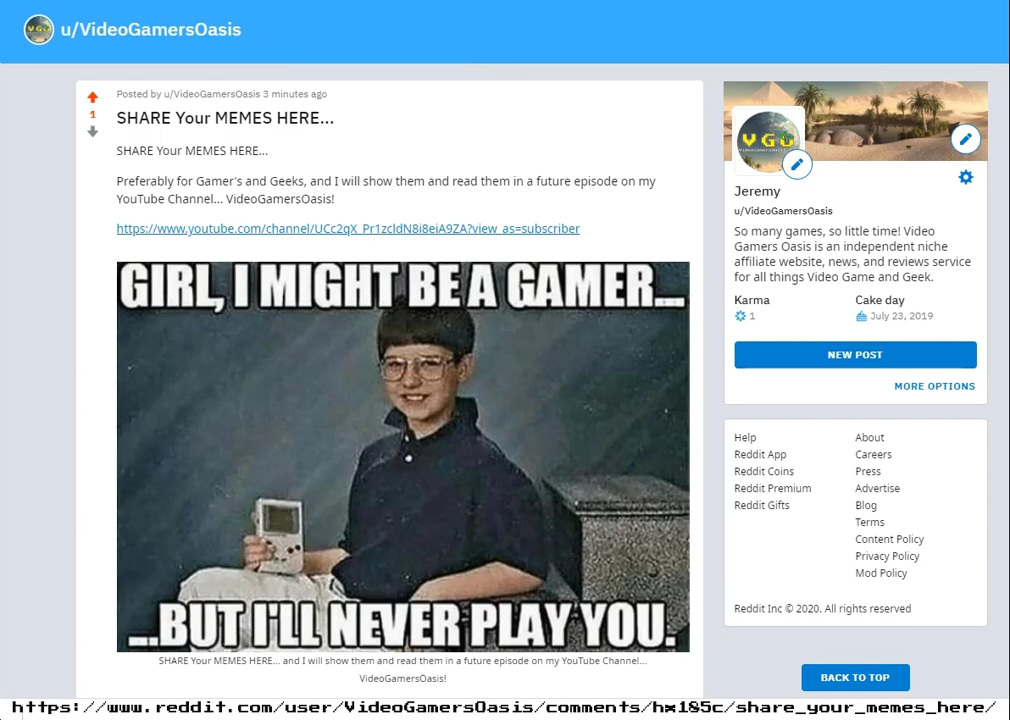 VGO
u/VideoGamersOasis
1
Posted by u/VideoGamersOasis 3 minutes ago
SHARE Your MEMES HERE...
SHARE Your MEMES HERE...
Preferably for Gamer's and Geeks, and I will show them and read them in a future episode on my
YouTube Channel... VideoGamersOasis!
https://www.youtube.com/channel/UCc2qX_Pr1zcldN8i8eiA9ZA?view_as=subscriber
GIRL, I MIGHT BE A GAMER...
...BUT I'LL NEVER PLAY YOU.
SHARE Your MEMES HERE... and I will show them and read them in a future episode on my YouTube Channel...
VideoGamersOasis!
VGO
Jeremy
u/VideoGamersOasis
So many games, so little time! Video
Gamers Oasis is an independent niche
affiliate website, news, and reviews service
for all things Video Game and Geek.
Karma
Cake day
1
July 23, 2019
NEW POST
MORE OPTIONS
Help
About
Reddit App
Careers
Reddit Coins
Press
Reddit Premium
Advertise
Reddit Gifts
Blog
Terms
Content Policy
Privacy Policy
Mod Policy
Reddit Inc © 2020. All rights reserved
BACK TO TOP
https://www.reddit.com/user/VideoGamersOasis/comments/hx185c/share_your_memes_here/